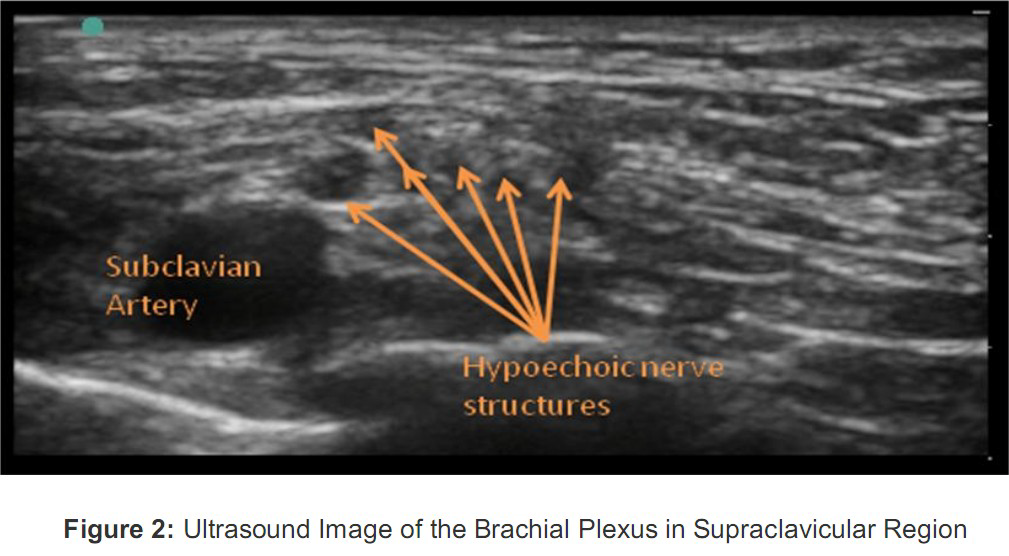 Subclavian
Artery
Hypoechoic nerve
structures
Figure 2: Ultrasound Image of the Brachial Plexus in Supraclavicular Region